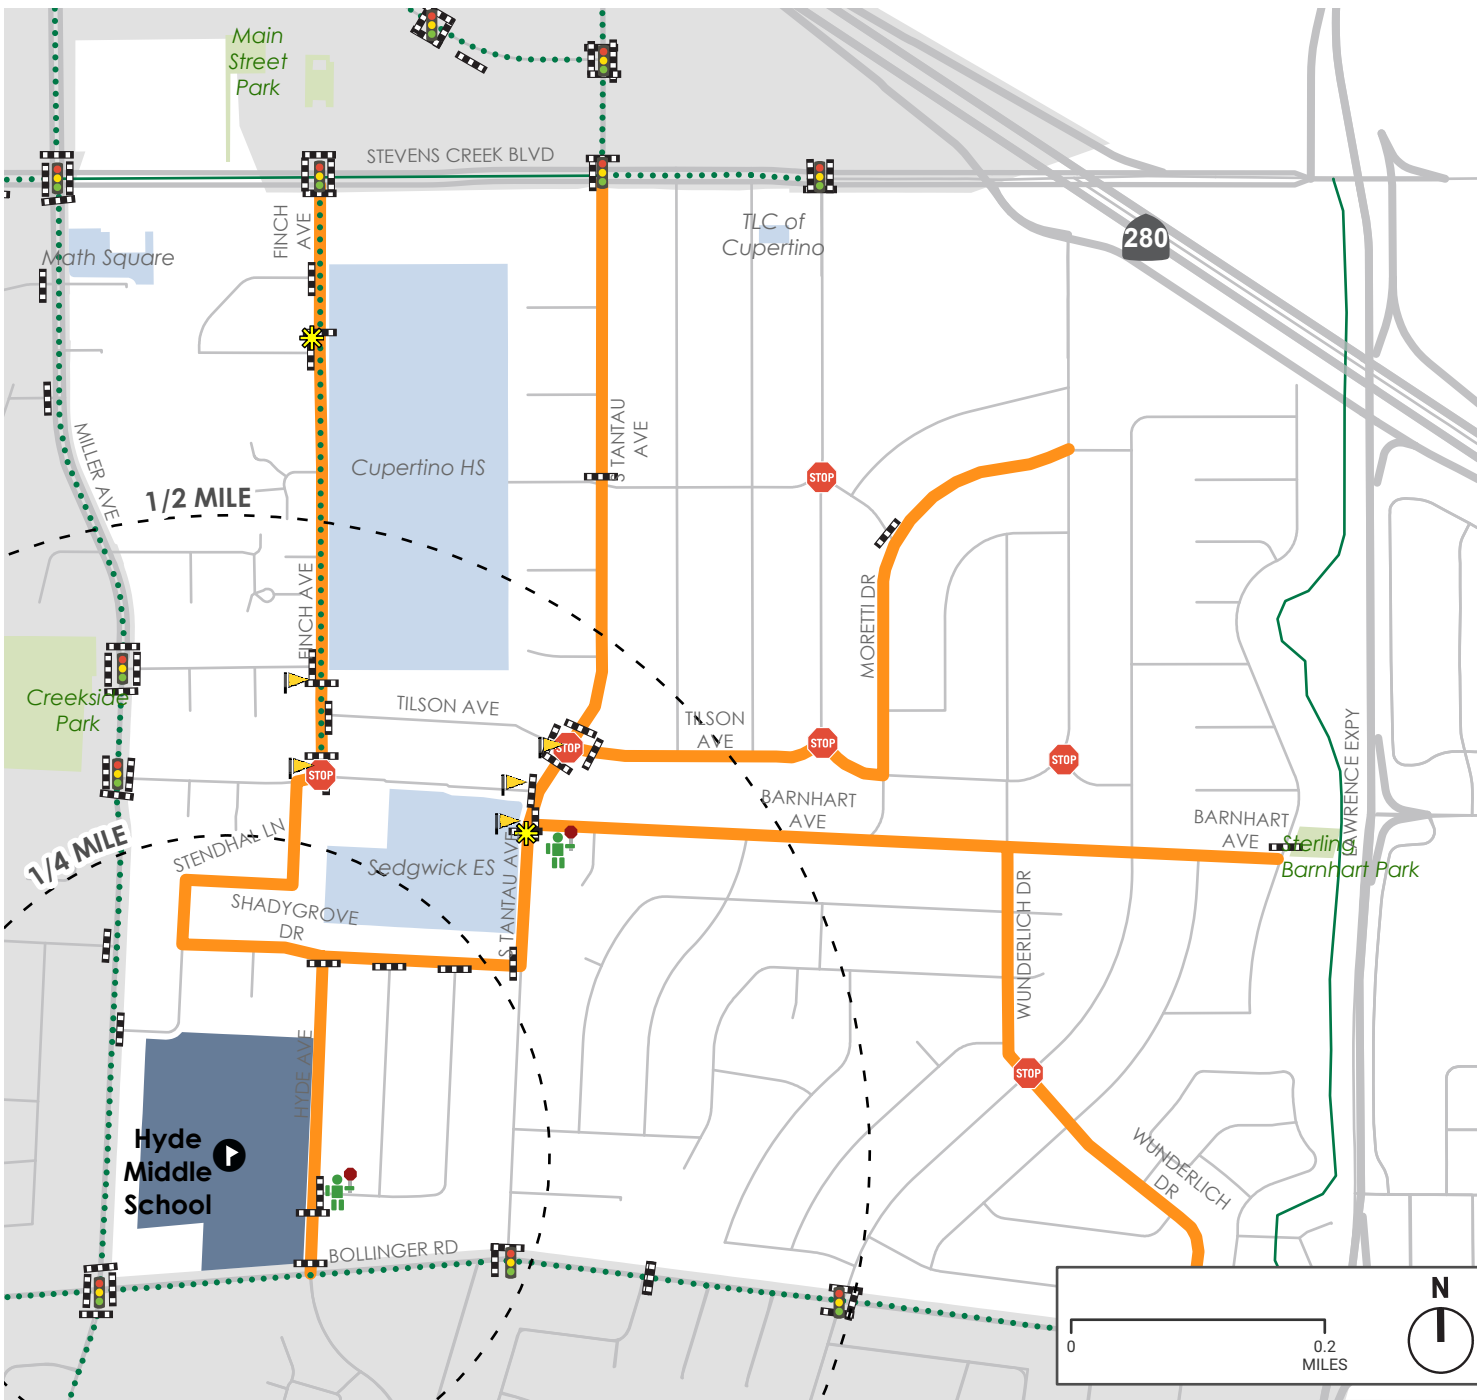 Main
Street
Park
STEVENS CREEK BLVD
FINCH
AVE
TLC of
Cupertino
280
Math Square
S TANTAU
AVE
MILLER AVE
Cupertino HS
1/2 MILE
FINCH AVE
MORETTI DR
Creekside
Park
TILSON AVE
TILSON
AVE
STOP
STOP
STOP
STOP
STOP
LAWRENCE EXPY
BARNHART
AVE
BARNHART
AVE
Sterling
Barnhart Park
1/4 MILE
STENDHAL LN
Sedgwick ES
S TANTAU AVE
SHADYGROVE
DR
WUNDERLICH DR
HYDE AVE
STOP
Hyde
Middle
School
WUNDERLICH
DR
BOLLINGER RD
N
0
0.2
MILES